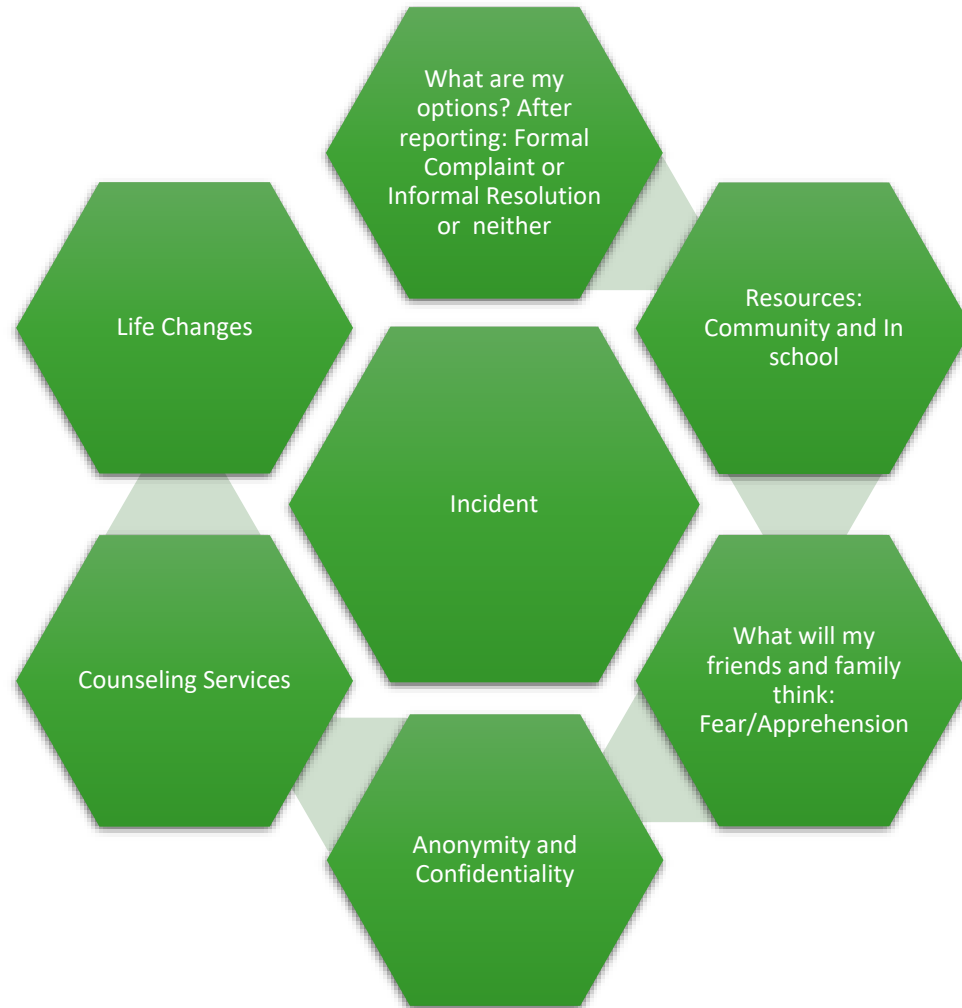 What are my
options? After
reporting: Formal
Complaint or
Informal Resolution
or  neither
Resources:
Community and In
school
Life Changes
Incident
What will my
friends and family
think:
Fear/Apprehension
Counseling Services
Anonymity and
Confidentiality